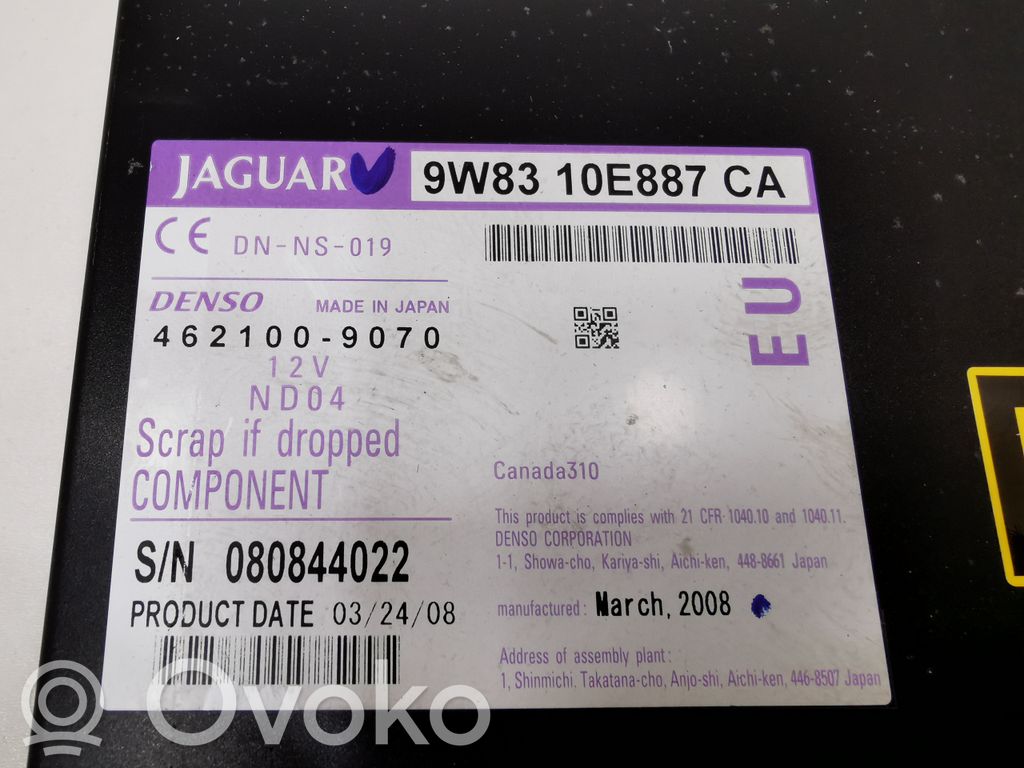 JAGUAR 9W83 10E887 CA
CE DN-NS-019
DENSO MADE IN JAPAN
462100-9070
12V
ND04
EU
Scrap if dropped
COMPONENT
Canada310
This product is complies with 21 CFR 1040.10 and 1040.11.
DENSO CORPORATION
1-1, Showa-cho, Kariya-shi, Aichi-ken, 448-8661 Japan
S/N 080844022
PRODUCT DATE 03/24/08
manufactured: March, 2008
Address of assembly plant:
1, Shinmichi, Takatana-cho, Anjo-shi, Aichi-ken, 446-8507 Japan
Ovoko